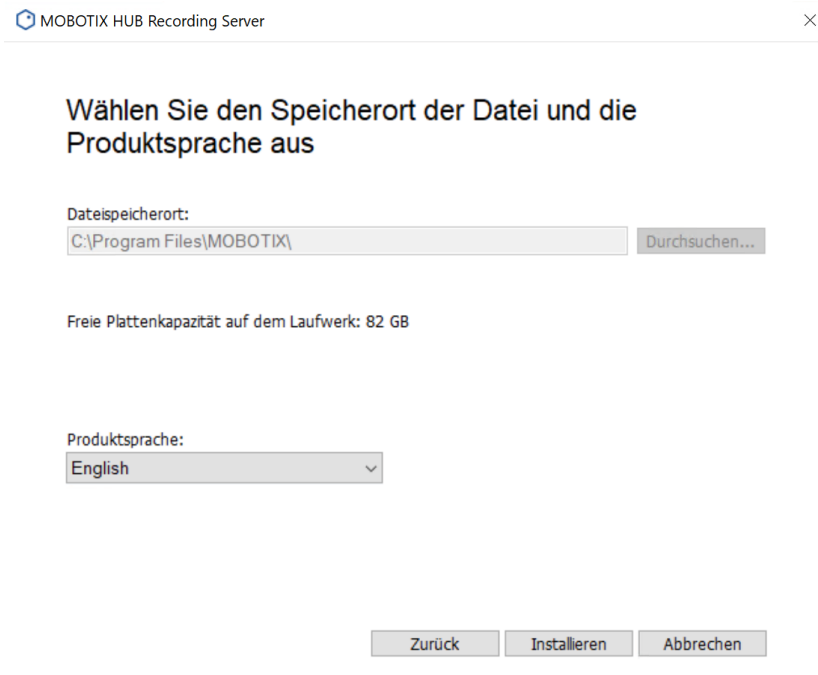 MOBOTIX HUB Recording Server
Wählen Sie den Speicherort der Datei und die
Produktsprache aus
Dateispeicherort:
C:\Program Files\MOBOTIX\
Durchsuchen...
Freie Plattenkapazität auf dem Laufwerk: 82 GB
Produktsprache:
English
Zurück
Installieren
Abbrechen